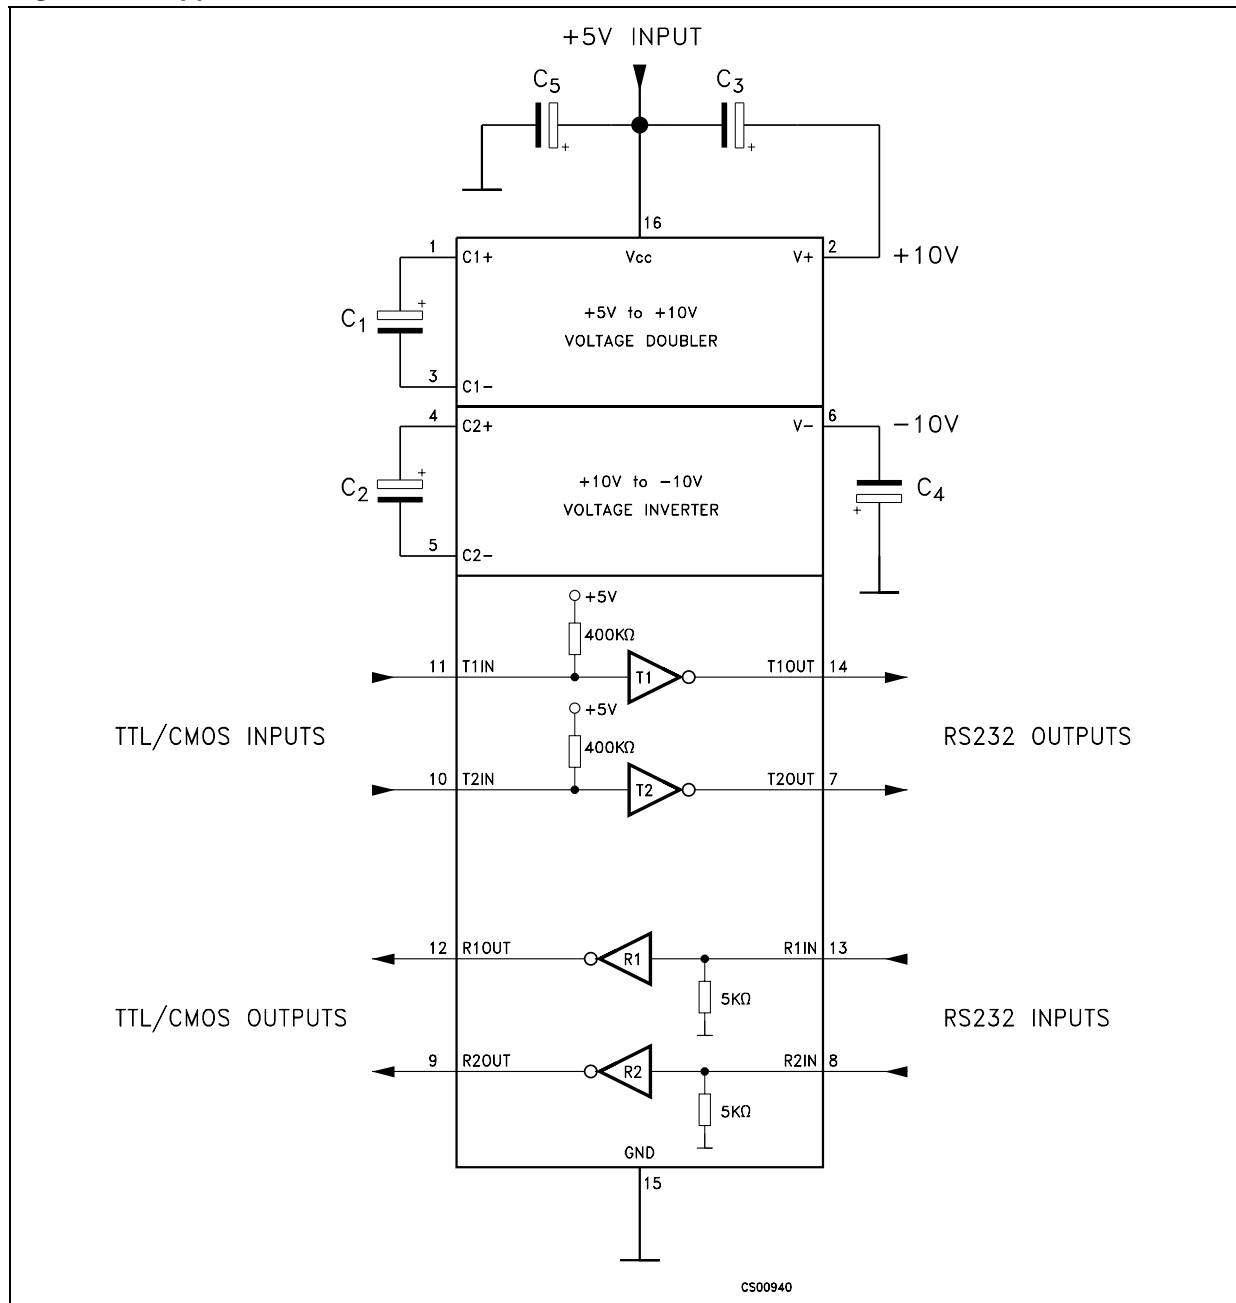 +5V INPUT
C5
C3
+
+
16
1
C1+
Vcc
V+
2
+10V
+
C1
+5V to +10V
VOLTAGE DOUBLER
3
C1-
4
C2+
V-
6
-10V
+
C2
+10V to -10V
VOLTAGE INVERTER
C4
+
5
C2-
+5V
400KΩ
11
T1IN
T1
T1OUT
14
+5V
TTL/CMOS INPUTS
400KΩ
RS232 OUTPUTS
10
T2IN
T2
T2OUT
7
12
R1OUT
R1
R1IN
13
5KΩ
TTL/CMOS OUTPUTS
RS232 INPUTS
9
R2OUT
R2
R2IN
8
5KΩ
GND
15
CS00940